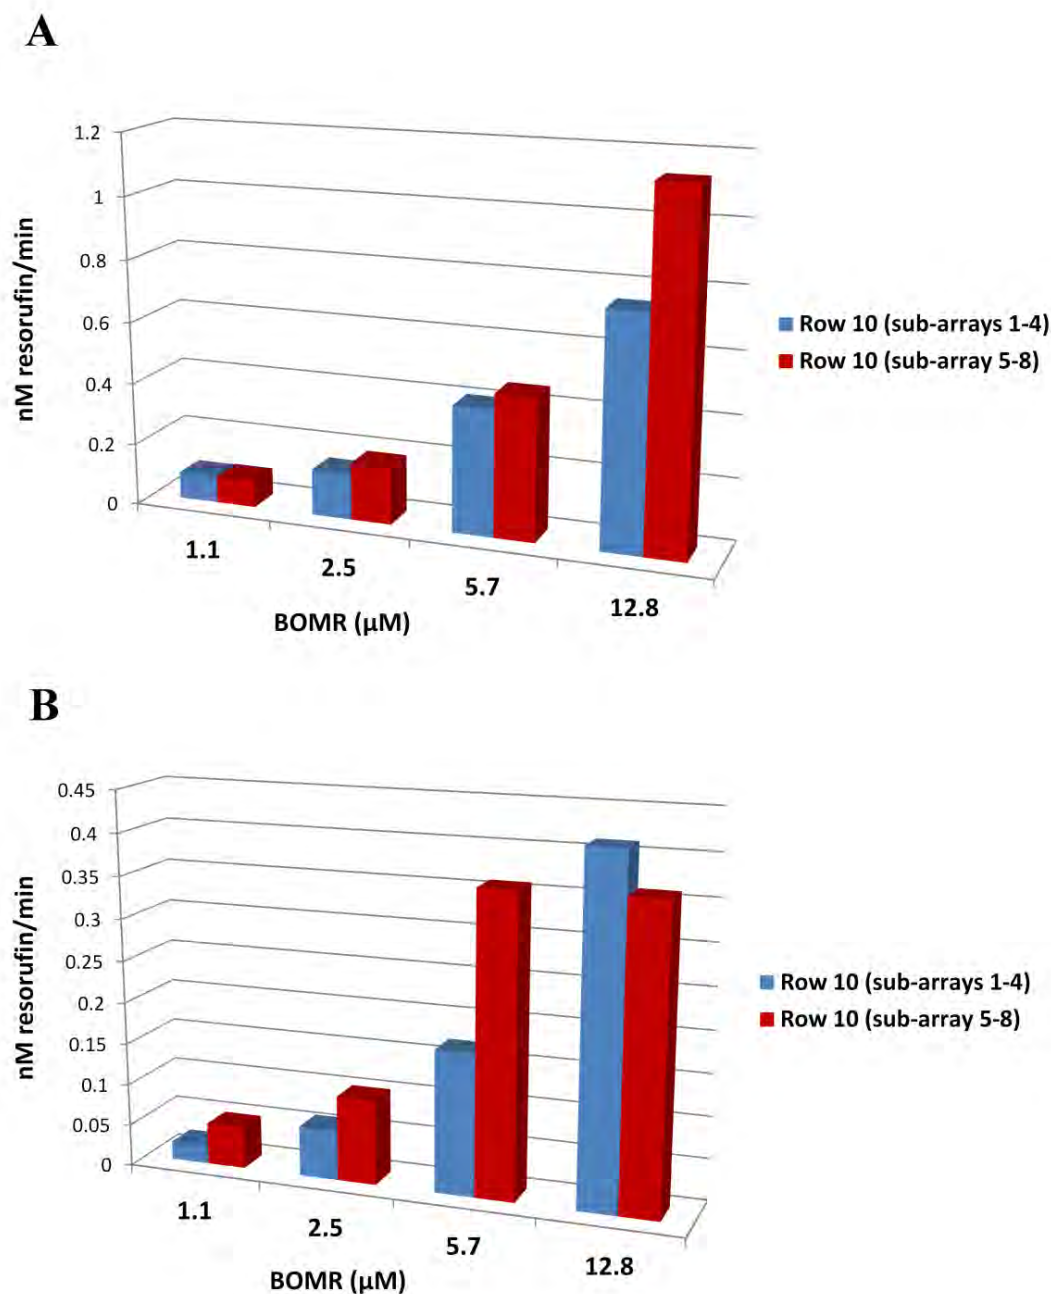 A
1.2
1
0.8
0.6
0.4
0.2
0
nM resorufin/min
1.1
2.5
5.7
12.8
BOMR (µM)
Row 10 (sub-arrays 1-4)
Row 10 (sub-array 5-8)
B
0.45
0.4
0.35
0.3
0.25
0.2
0.15
0.1
0.05
0
nM resorufin/min
1.1
2.5
5.7
12.8
BOMR (µM)
Row 10 (sub-arrays 1-4)
Row 10 (sub-array 5-8)